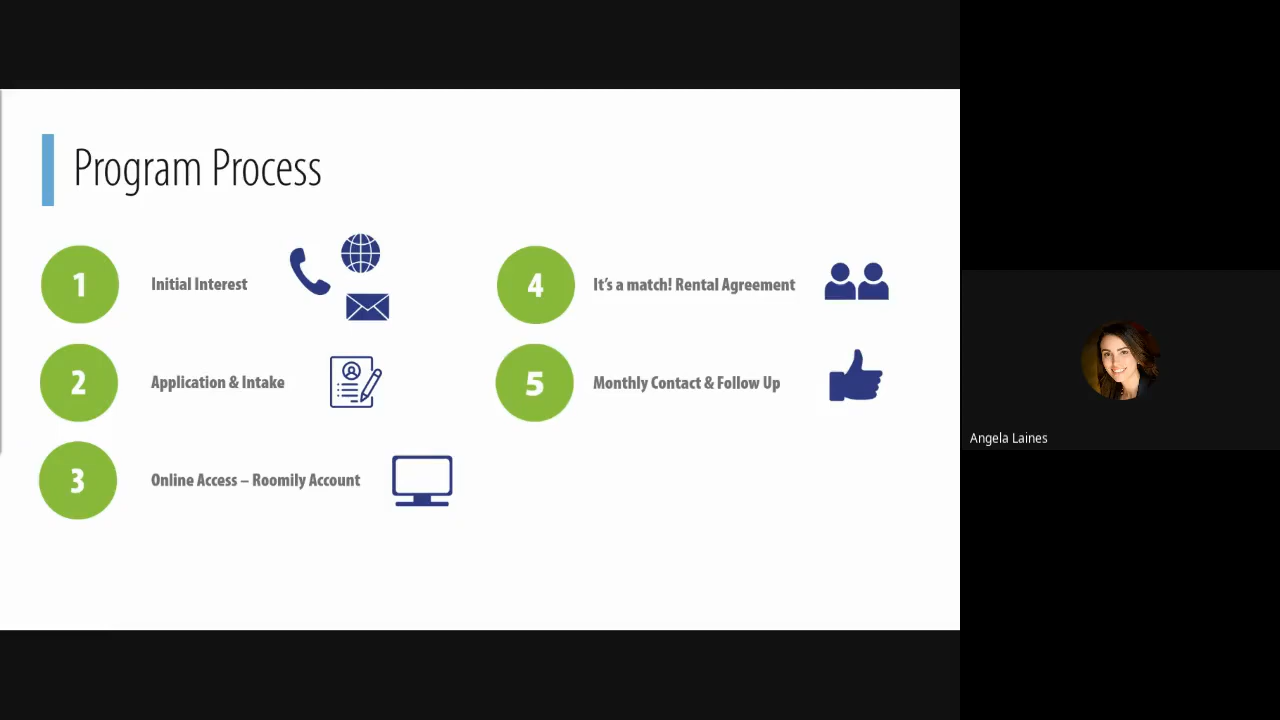 Program Process
1
Initial Interest
2
Application & Intake
3
Online Access – Roomily Account
4
It's a match! Rental Agreement
5
Monthly Contact & Follow Up
Angela Laines